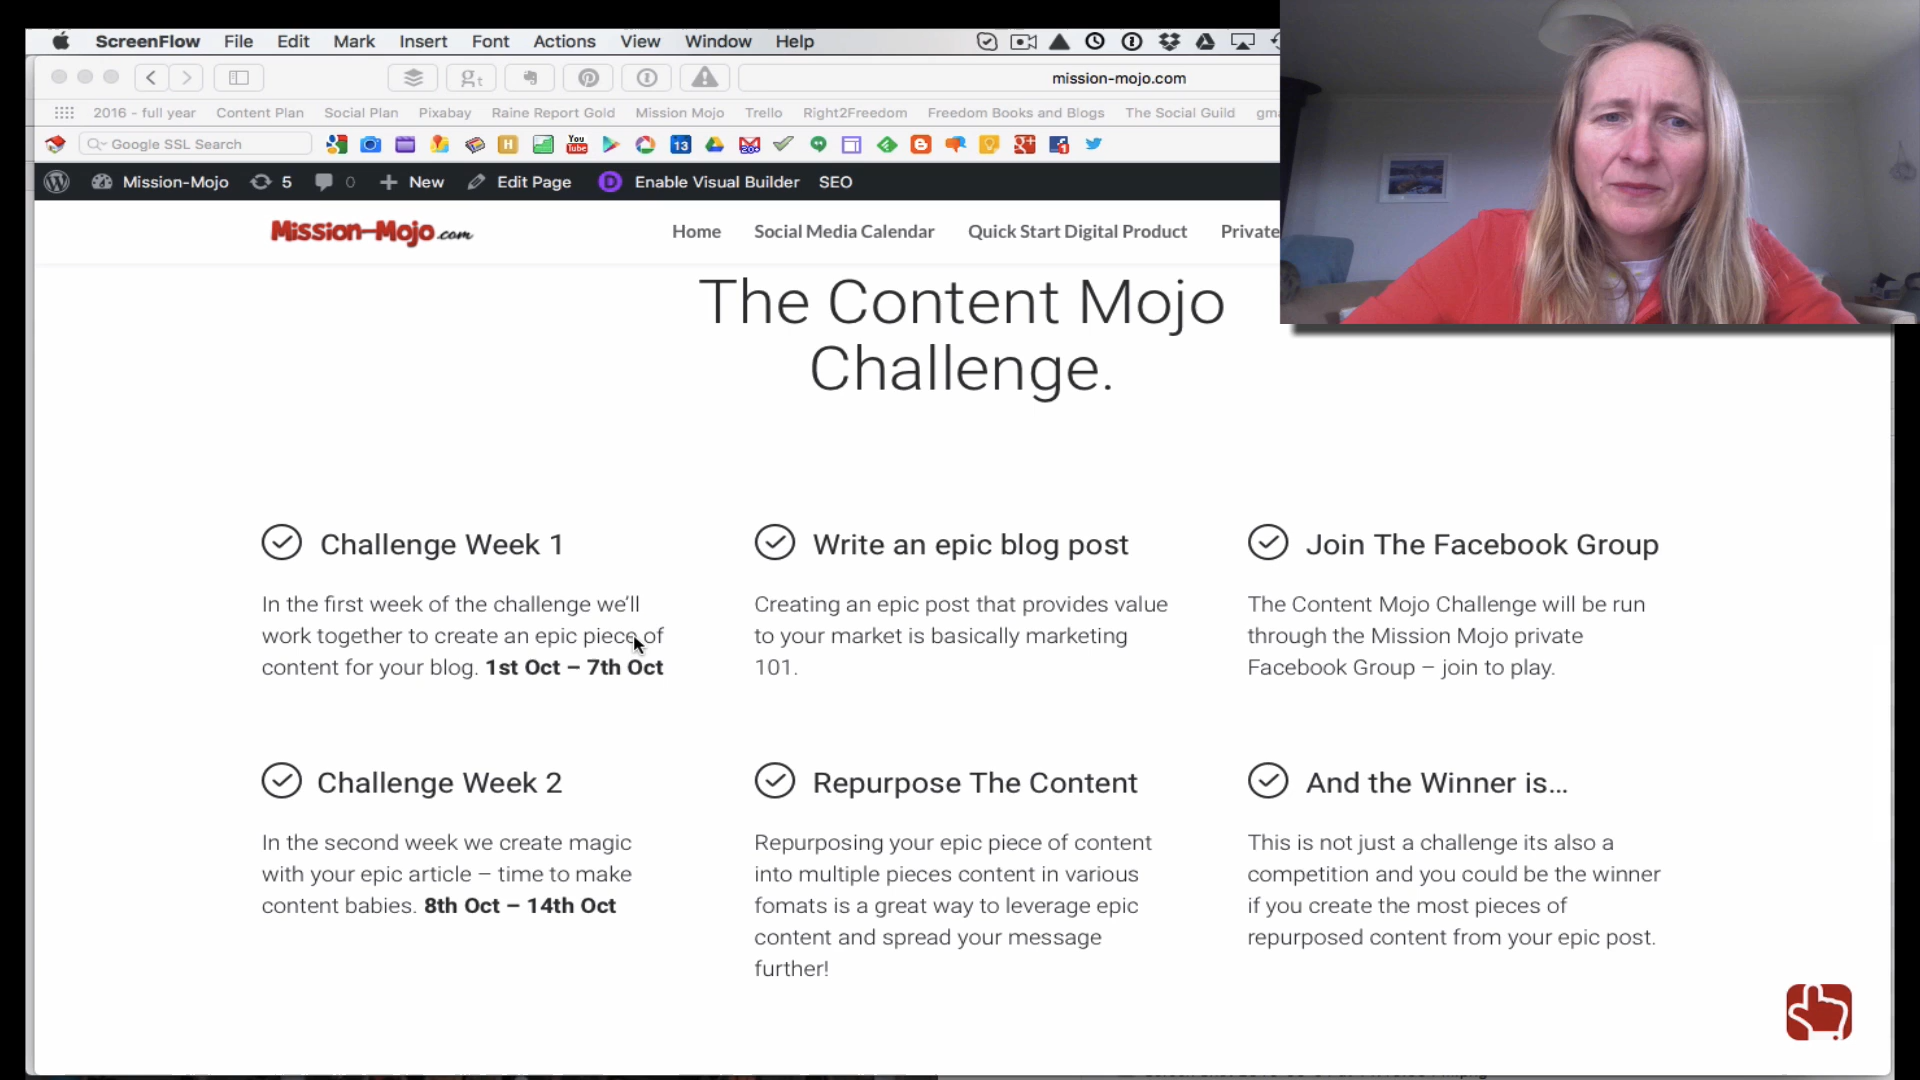 ScreenFlow File Edit Mark Insert Font Actions View Window Help
mission-mojo.com
2016 - full year Content Plan Social Plan Pixabay Raine Report Gold Mission Mojo Trello Right2Freedom Freedom Books and Blogs The Social Guild
Google SSL Search
Mission-Mojo 5 0 New Edit Page Enable Visual Builder SEO
Mission-Mojo.com Home Social Media Calendar Quick Start Digital Product Private
The Content Mojo
Challenge.
Challenge Week 1
In the first week of the challenge we'll
work together to create an epic piece of
content for your blog. 1st Oct – 7th Oct
Write an epic blog post
Creating an epic post that provides value
to your market is basically marketing
101.
Join The Facebook Group
The Content Mojo Challenge will be run
through the Mission Mojo private
Facebook Group – join to play.
Challenge Week 2
In the second week we create magic
with your epic article – time to make
content babies. 8th Oct – 14th Oct
Repurpose The Content
Repurposing your epic piece of content
into multiple pieces content in various
fomats is a great way to leverage epic
content and spread your message
further!
And the Winner is...
This is not just a challenge its also a
competition and you could be the winner
if you create the most pieces of
repurposed content from your epic post.